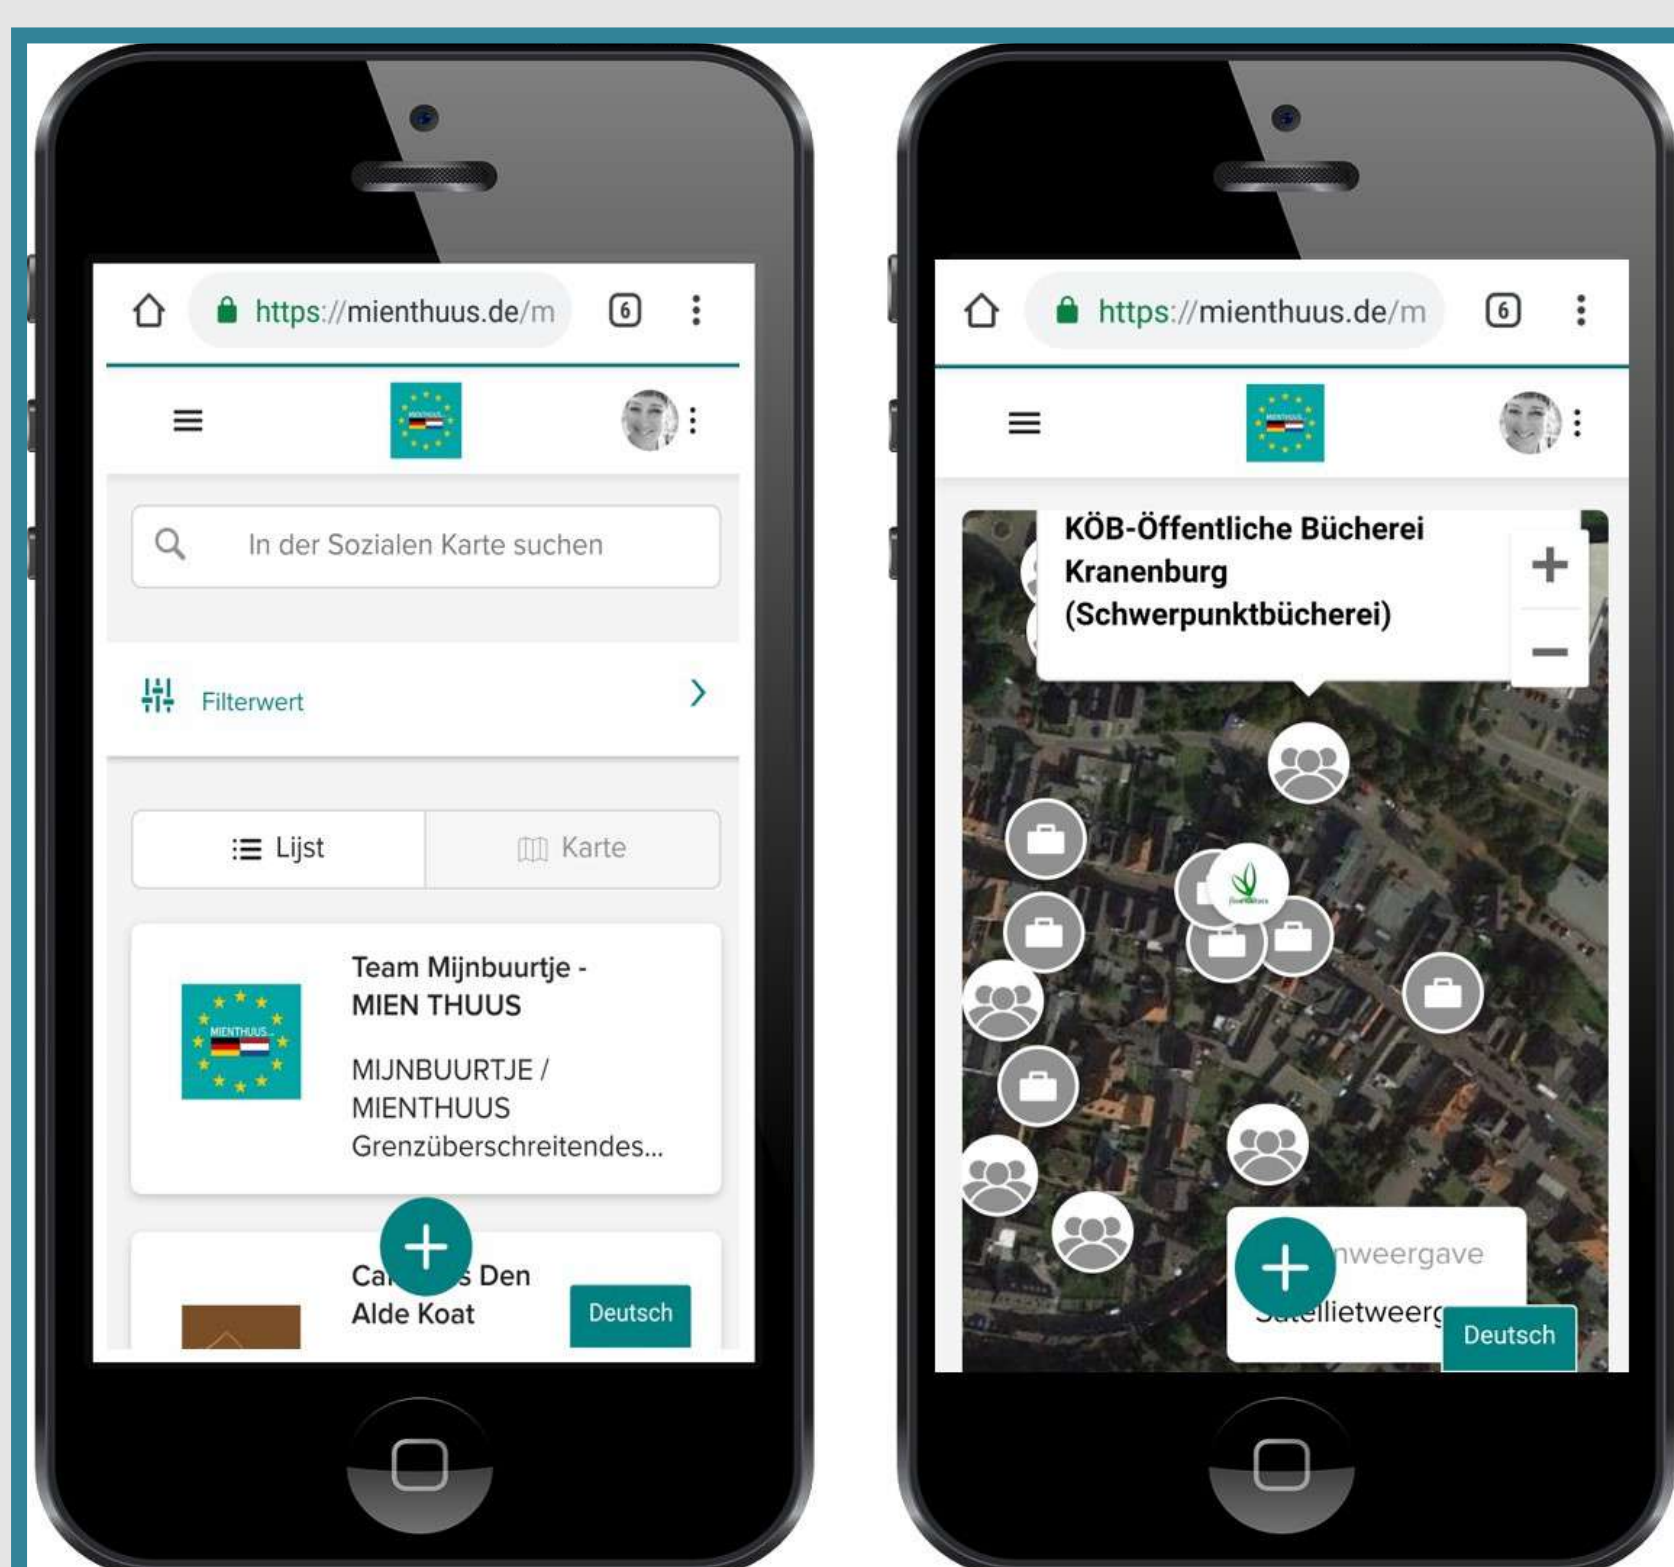 https://mienthuus.de/m
6
In der Sozialen Karte suchen
Filterwert
Lijst
Karte
MIENTHUUS...
Team Mijnbuurtje -
MIEN THUUS
MIJNBUURTJE /
MIENTHUUS
Grenzüberschreitendes...
Den
Alde Koat
Deutsch
https://mienthuus.de/m
6
KÖB-Öffentliche Bücherei
Kranenburg
(Schwerpunktbücherei)
nweergave
Deutsch